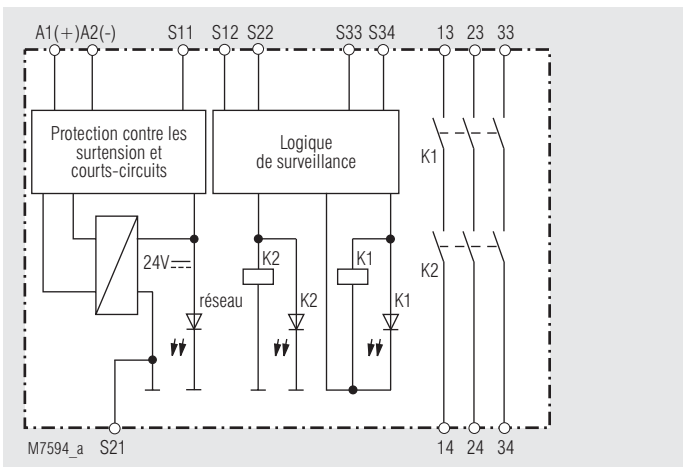 A1(+) A2(-) S11 S12 S22 S33 S34 13 23 33
Protection contre les
surtension et
courts-circuits
Logique
de surveillance
K1
K2
24V
réseau
K2
K2
K1
K1
M7594_a S21 14 24 34